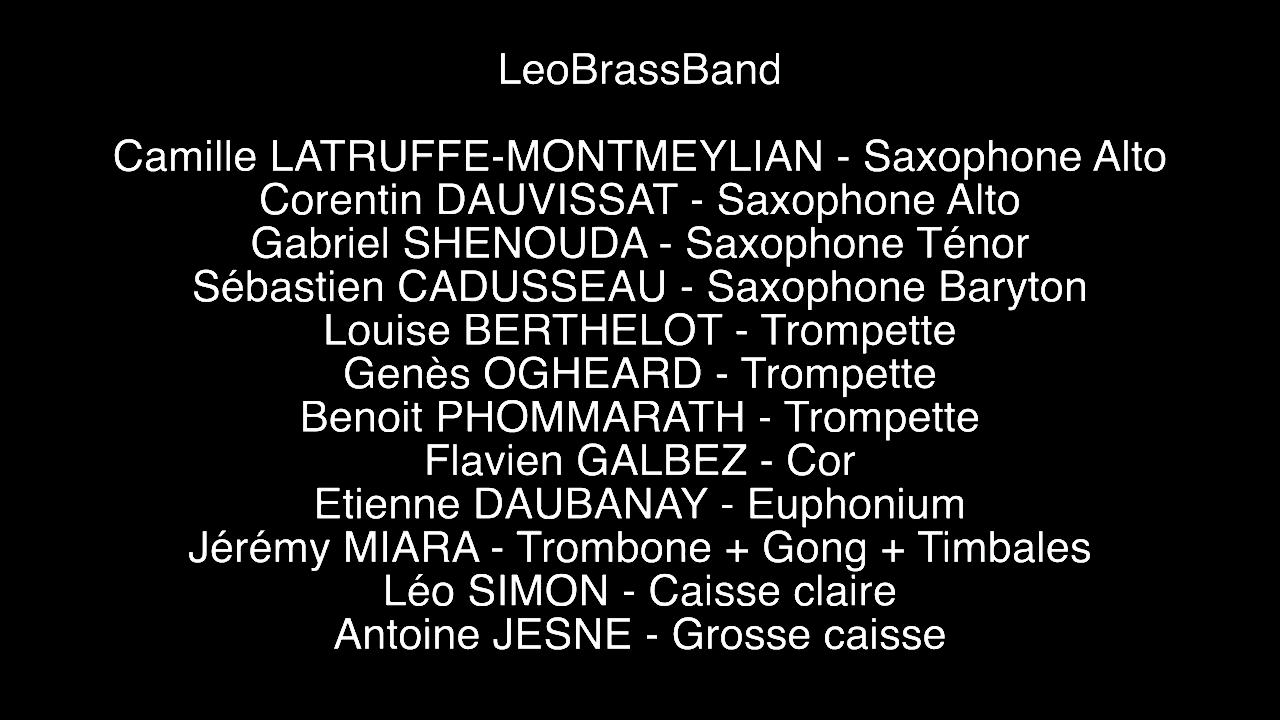 LeoBrassBand
Camille LATRUFFE-MONTMEYLIAN - Saxophone Alto
Corentin DAUVISSAT - Saxophone Alto
Gabriel SHENOUDA - Saxophone Ténor
Sébastien CADUSSEAU - Saxophone Baryton
Louise BERTHELOT - Trompette
Genès OGHEARD - Trompette
Benoit PHOMMARATH - Trompette
Flavien GALBEZ - Cor
Etienne DAUBANAY - Euphonium
Jérémy MIARA - Trombone + Gong + Timbales
Léo SIMON - Caisse claire
Antoine JESNE - Grosse caisse